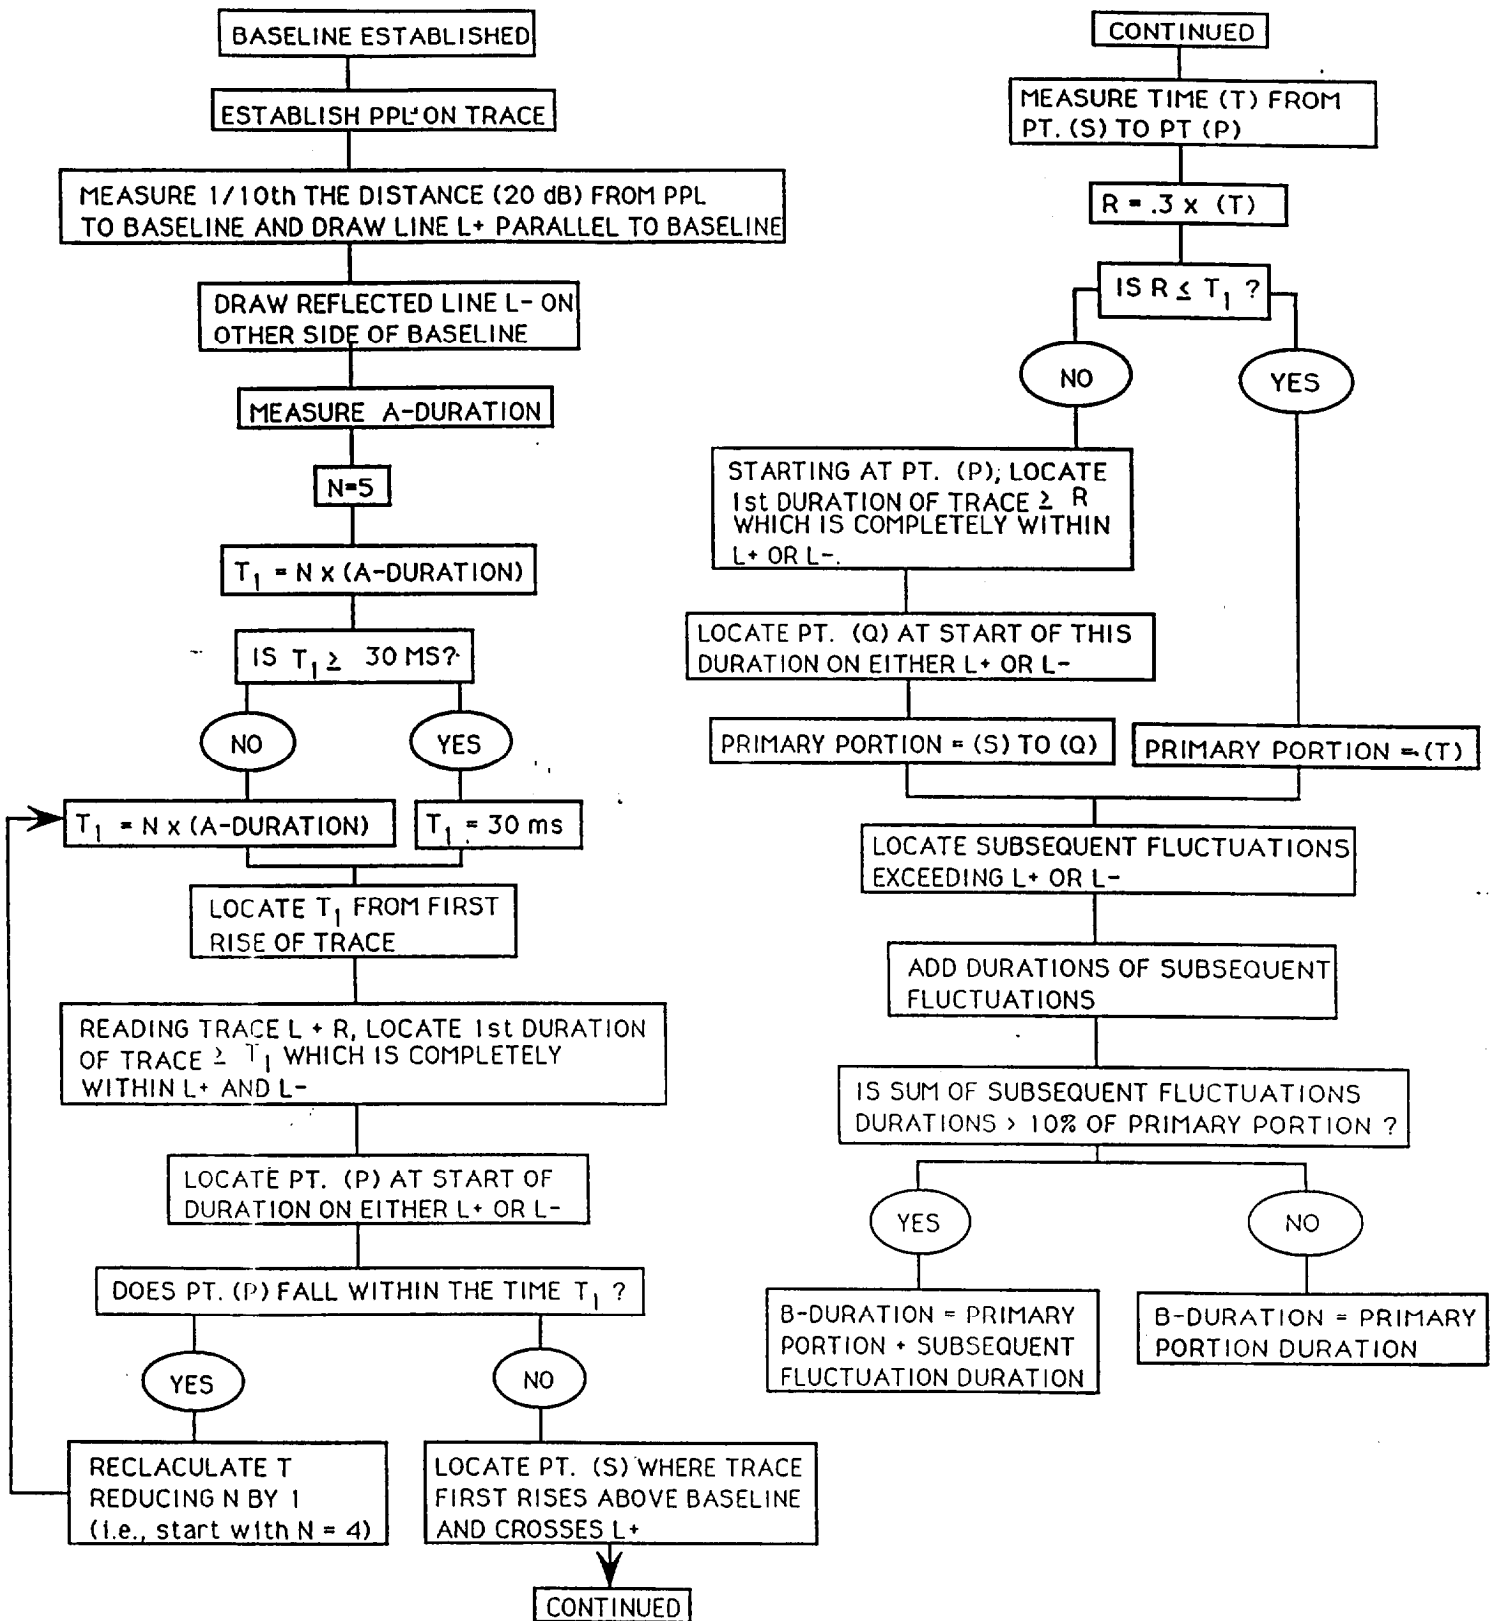 BASELINE ESTABLISHED
ESTABLISH PPL ON TRACE
MEASURE 1/10th THE DISTANCE (20 dB) FROM PPL
TO BASELINE AND DRAW LINE L+ PARALLEL TO BASELINE
DRAW REFLECTED LINE L- ON
OTHER SIDE OF BASELINE
MEASURE A-DURATION
N=5
T1 = N x (A-DURATION)
IS T1 ≥ 30 MS?
NO
YES
T1 = N x (A-DURATION)
T1 = 30 ms
LOCATE T1 FROM FIRST
RISE OF TRACE
READING TRACE L + R, LOCATE 1st DURATION
OF TRACE ≥ T1 WHICH IS COMPLETELY
WITHIN L+ AND L-
LOCATE PT. (P) AT START OF
DURATION ON EITHER L+ OR L-
DOES PT. (P) FALL WITHIN THE TIME T1 ?
YES
NO
RECLACULATE T
REDUCING N BY 1
(i.e., start with N = 4)
LOCATE PT. (S) WHERE TRACE
FIRST RISES ABOVE BASELINE
AND CROSSES L+
CONTINUED
CONTINUED
MEASURE TIME (T) FROM
PT. (S) TO PT (P)
R = .3 x (T)
IS R ≤ T1 ?
NO
YES
STARTING AT PT. (P), LOCATE
1st DURATION OF TRACE ≥ R
WHICH IS COMPLETELY WITHIN
L+ OR L-.
LOCATE PT. (Q) AT START OF THIS
DURATION ON EITHER L+ OR L-
PRIMARY PORTION = (S) TO (Q)
PRIMARY PORTION = (T)
LOCATE SUBSEQUENT FLUCTUATIONS
EXCEEDING L+ OR L-
ADD DURATIONS OF SUBSEQUENT
FLUCTUATIONS
IS SUM OF SUBSEQUENT FLUCTUATIONS
DURATIONS > 10% OF PRIMARY PORTION ?
YES
NO
B-DURATION = PRIMARY
PORTION + SUBSEQUENT
FLUCTUATION DURATION
B-DURATION = PRIMARY
PORTION DURATION